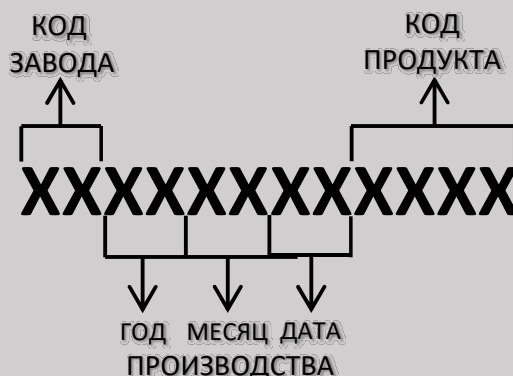 КОД
ЗАВОДА
КОД
ПРОДУКТА
XXXXXXXXXXXX
ГОД МЕСЯЦ ДАТА
ПРОИЗВОДСТВА